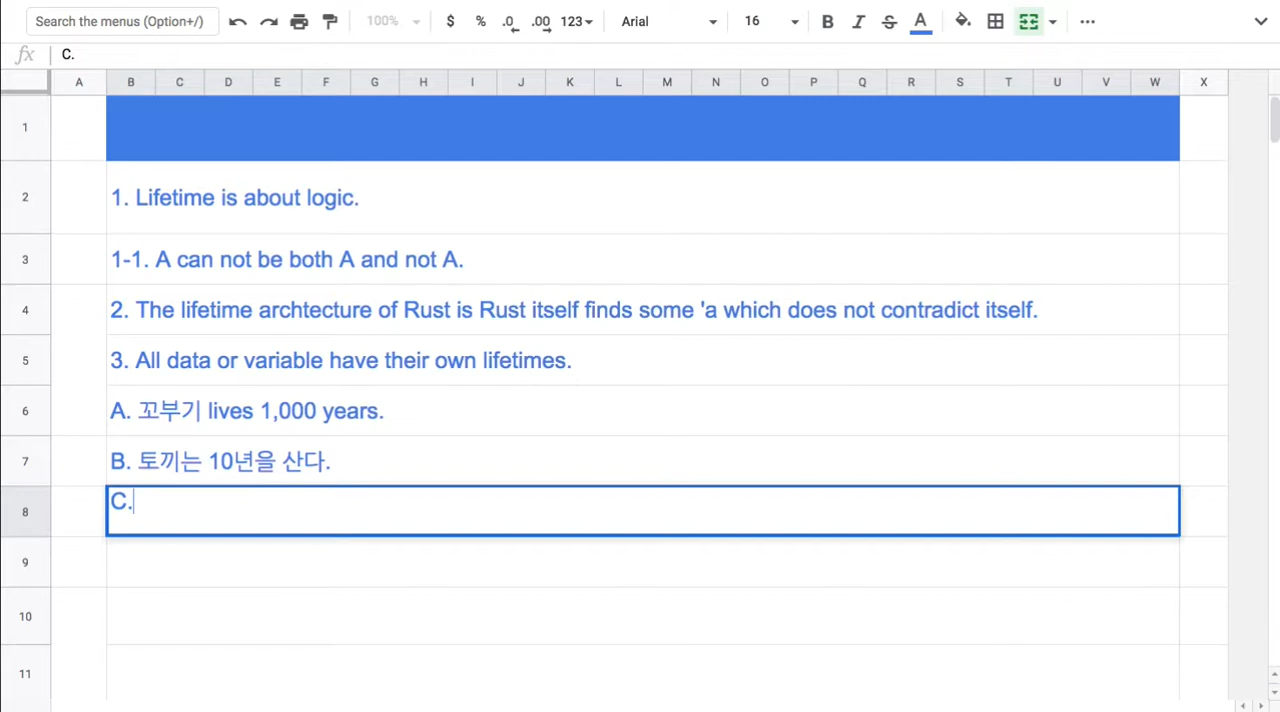 Search the menus (Option+/) 100% $ % .0 .00 123 Arial 16 B I S A
fx C.
A B C D E F G H I J K L M N O P Q R S T U V W X
1
2 1. Lifetime is about logic.
3 1-1. A can not be both A and not A.
4 2. The lifetime archtecture of Rust is Rust itself finds some 'a which does not contradict itself.
5 3. All data or variable have their own lifetimes.
6 A. 꼬부기 lives 1,000 years.
7 B. 토끼는 10년을 산다.
8 C.
9
10
11